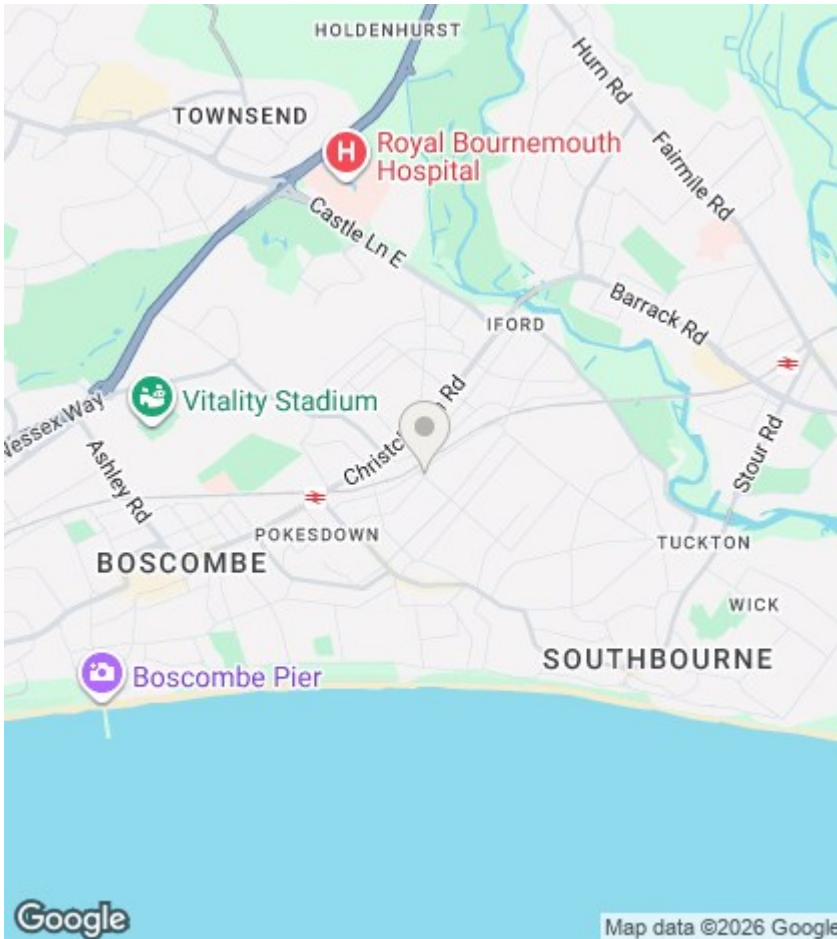 HOLDENHURST
Hurn Rd
TOWNSEND
Royal Bournemouth
Hospital
Fairmile Rd
Castle Ln E
Barrack Rd
IFORD
Vitality Stadium
Wessex Way
Ashley Rd
Stour Rd
POKESDOWN
TUCKTON
BOSCOMBE
WICK
SOUTHBOURNE
Boscombe Pier
Google
Map data ©2026 Google